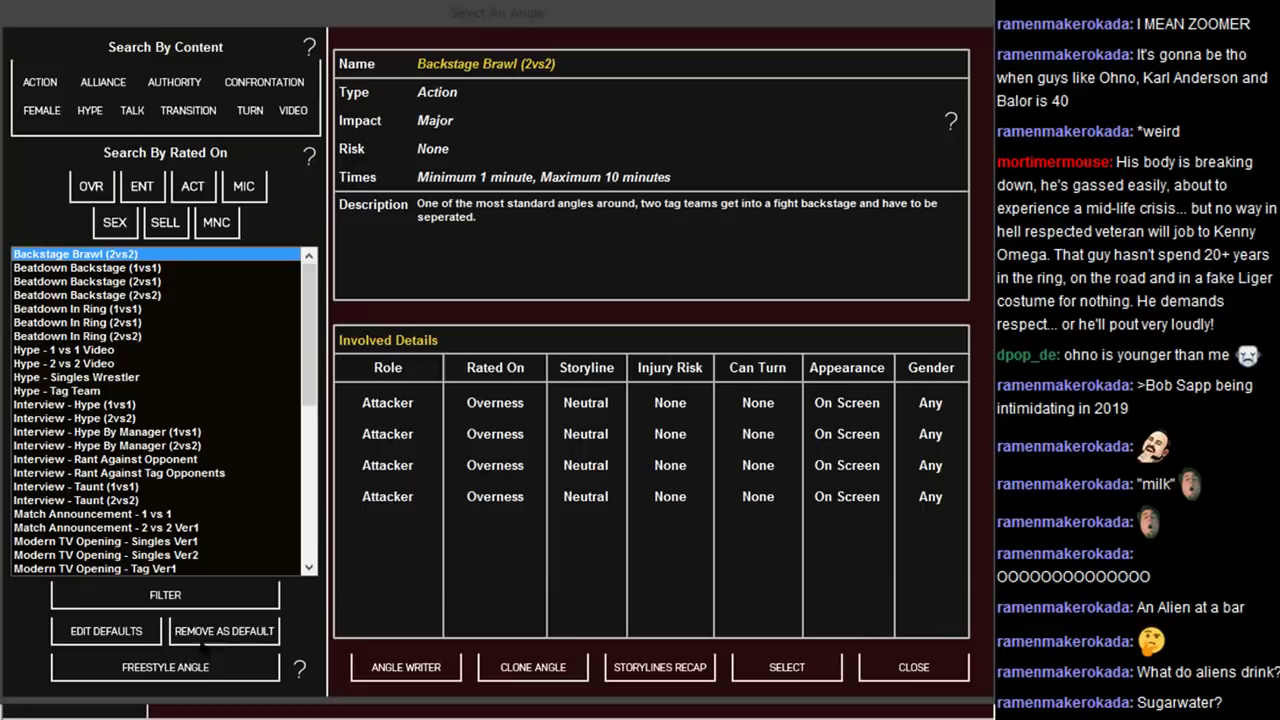 Select An Angle
Search By Content
?
ACTION ALLIANCE AUTHORITY CONFRONTATION
FEMALE HYPE TALK TRANSITION TURN VIDEO
Search By Rated On
?
OVR ENT ACT MIC
SEX SELL MNC
Backstage Brawl (2vs2)
Beatdown Backstage (1vs1)
Beatdown Backstage (2vs1)
Beatdown Backstage (2vs2)
Beatdown In Ring (1vs1)
Beatdown In Ring (2vs1)
Beatdown In Ring (2vs2)
Hype - 1 vs 1 Video
Hype - 2 vs 2 Video
Hype - Singles Wrestler
Hype - Tag Team
Interview - Hype (1vs1)
Interview - Hype (2vs2)
Interview - Hype By Manager (1vs1)
Interview - Hype By Manager (2vs2)
Interview - Rant Against Opponent
Interview - Rant Against Tag Opponents
Interview - Taunt (1vs1)
Interview - Taunt (2vs2)
Match Announcement - 1 vs 1
Match Announcement - 2 vs 2 Ver1
Modern TV Opening - Singles Ver1
Modern TV Opening - Singles Ver2
Modern TV Opening - Tag Ver1
FILTER
EDIT DEFAULTS REMOVE AS DEFAULT
FREESTYLE ANGLE ?
Name Backstage Brawl (2vs2)
Type Action
Impact Major
?
Risk None
Times Minimum 1 minute, Maximum 10 minutes
Description One of the most standard angles around, two tag teams get into a fight backstage and have to be
seperated.
Involved Details
Role Rated On Storyline Injury Risk Can Turn Appearance Gender
Attacker Overness Neutral None None On Screen Any
Attacker Overness Neutral None None On Screen Any
Attacker Overness Neutral None None On Screen Any
Attacker Overness Neutral None None On Screen Any
ANGLE WRITER CLONE ANGLE STORYLINES RECAP SELECT CLOSE
ramenmakerokada: I MEAN ZOOMER
ramenmakerokada: It's gonna be tho
when guys like Ohno, Karl Anderson and
Balor is 40
ramenmakerokada: *weird
mortimermouse: His body is breaking
down, he's gassed easily, about to
experience a mid-life crisis... but no way in
hell respected veteran will job to Kenny
Omega. That guy hasn't spend 20+ years
in the ring, on the road and in a fake Liger
costume for nothing. He demands
respect... or he'll pout very loudly!
dpop_de: ohno is younger than me
ramenmakerokada: >Bob Sapp being
intimidating in 2019
ramenmakerokada:
ramenmakerokada: "milk"
ramenmakerokada:
ramenmakerokada:
OOOOOOOOOOOOOO
ramenmakerokada: An Alien at a bar
ramenmakerokada:
ramenmakerokada: What do aliens drink?
ramenmakerokada: Sugarwater?